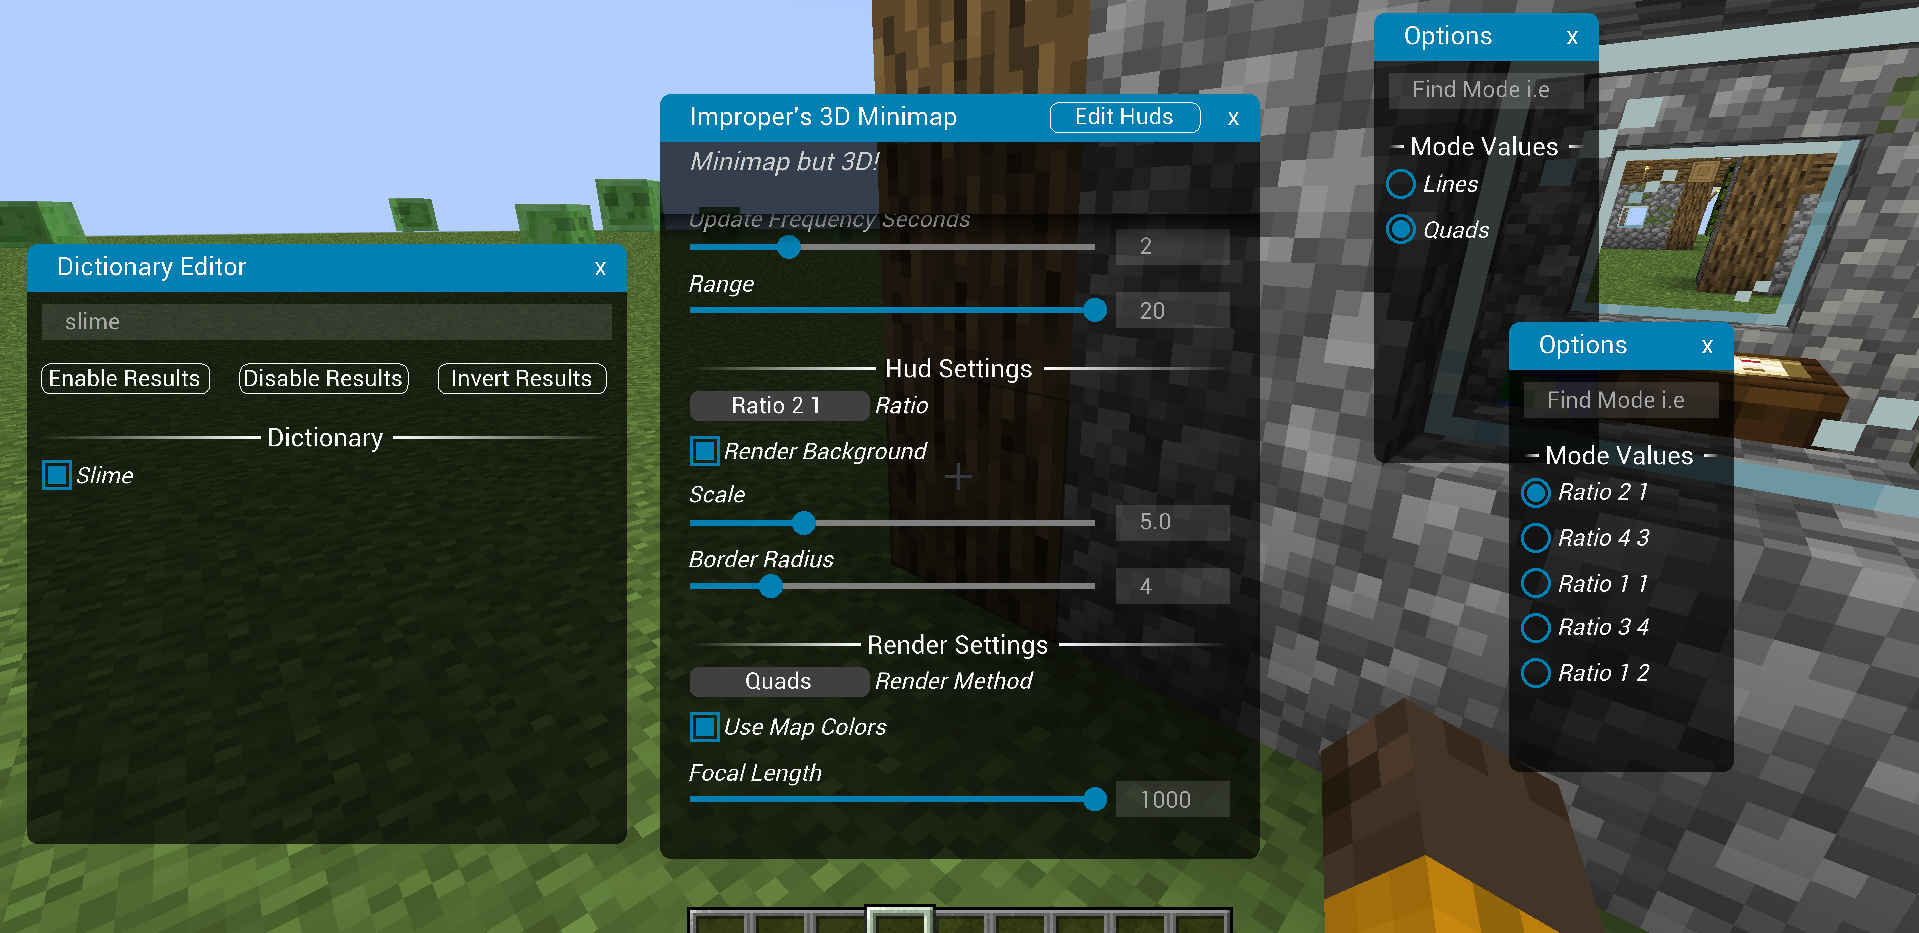 Dictionary Editor
x
slime
Enable Results
Disable Results
Invert Results
Dictionary
Slime
Improper's 3D Minimap
Edit Huds
x
Minimap but 3D!
Update Frequency Seconds
2
Range
20
Hud Settings
Ratio 2 1
Ratio
Render Background
Scale
5.0
Border Radius
4
Render Settings
Quads
Render Method
Use Map Colors
Focal Length
1000
Options
x
Find Mode i.e
Mode Values
Lines
Quads
Options
x
Find Mode i.e
Mode Values
Ratio 2 1
Ratio 4 3
Ratio 1 1
Ratio 3 4
Ratio 1 2